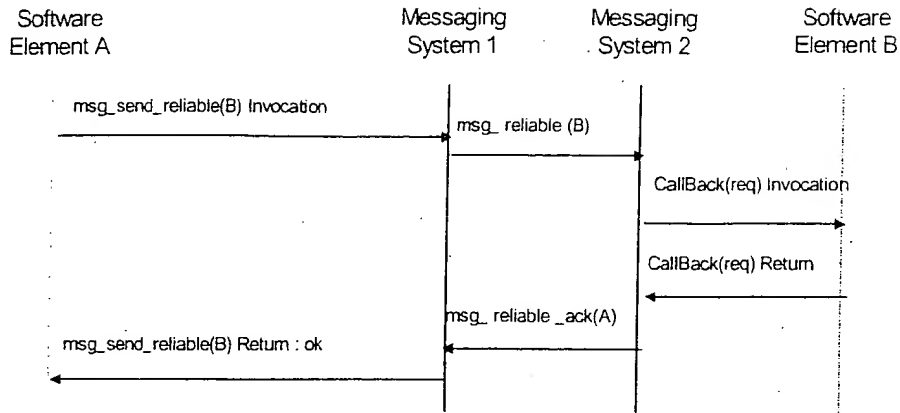 Software
Element A
Messaging
System 1
Messaging
System 2
Software
Element B
msg_send_reliable(B) Invocation
msg_ reliable (B)
CallBack(req) Invocation
CallBack(req) Return
msg_ reliable _ack(A)
msg_send_reliable(B) Return : ok